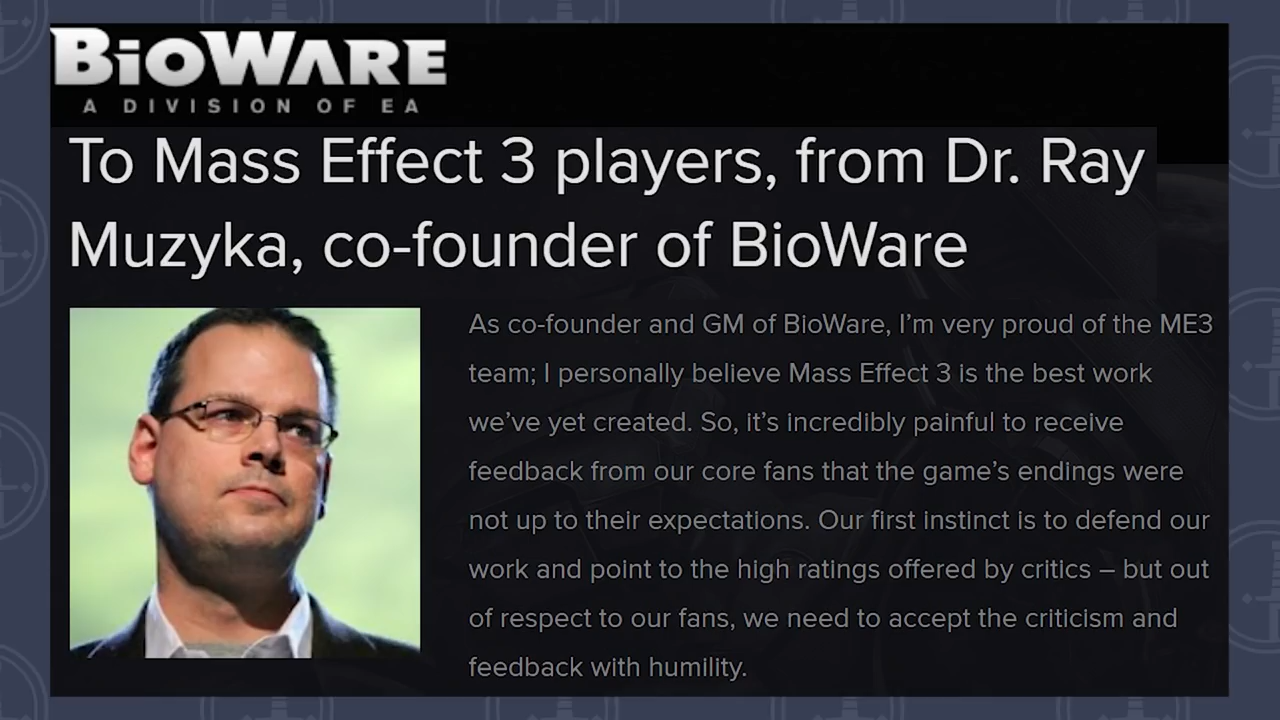 BIOWARE
A DIVISION OF EA
To Mass Effect 3 players, from Dr. Ray
Muzyka, co-founder of BioWare
As co-founder and GM of BioWare, I’m very proud of the ME3
team; I personally believe Mass Effect 3 is the best work
we’ve yet created. So, it’s incredibly painful to receive
feedback from our core fans that the game’s endings were
not up to their expectations. Our first instinct is to defend our
work and point to the high ratings offered by critics – but out
of respect to our fans, we need to accept the criticism and
feedback with humility.